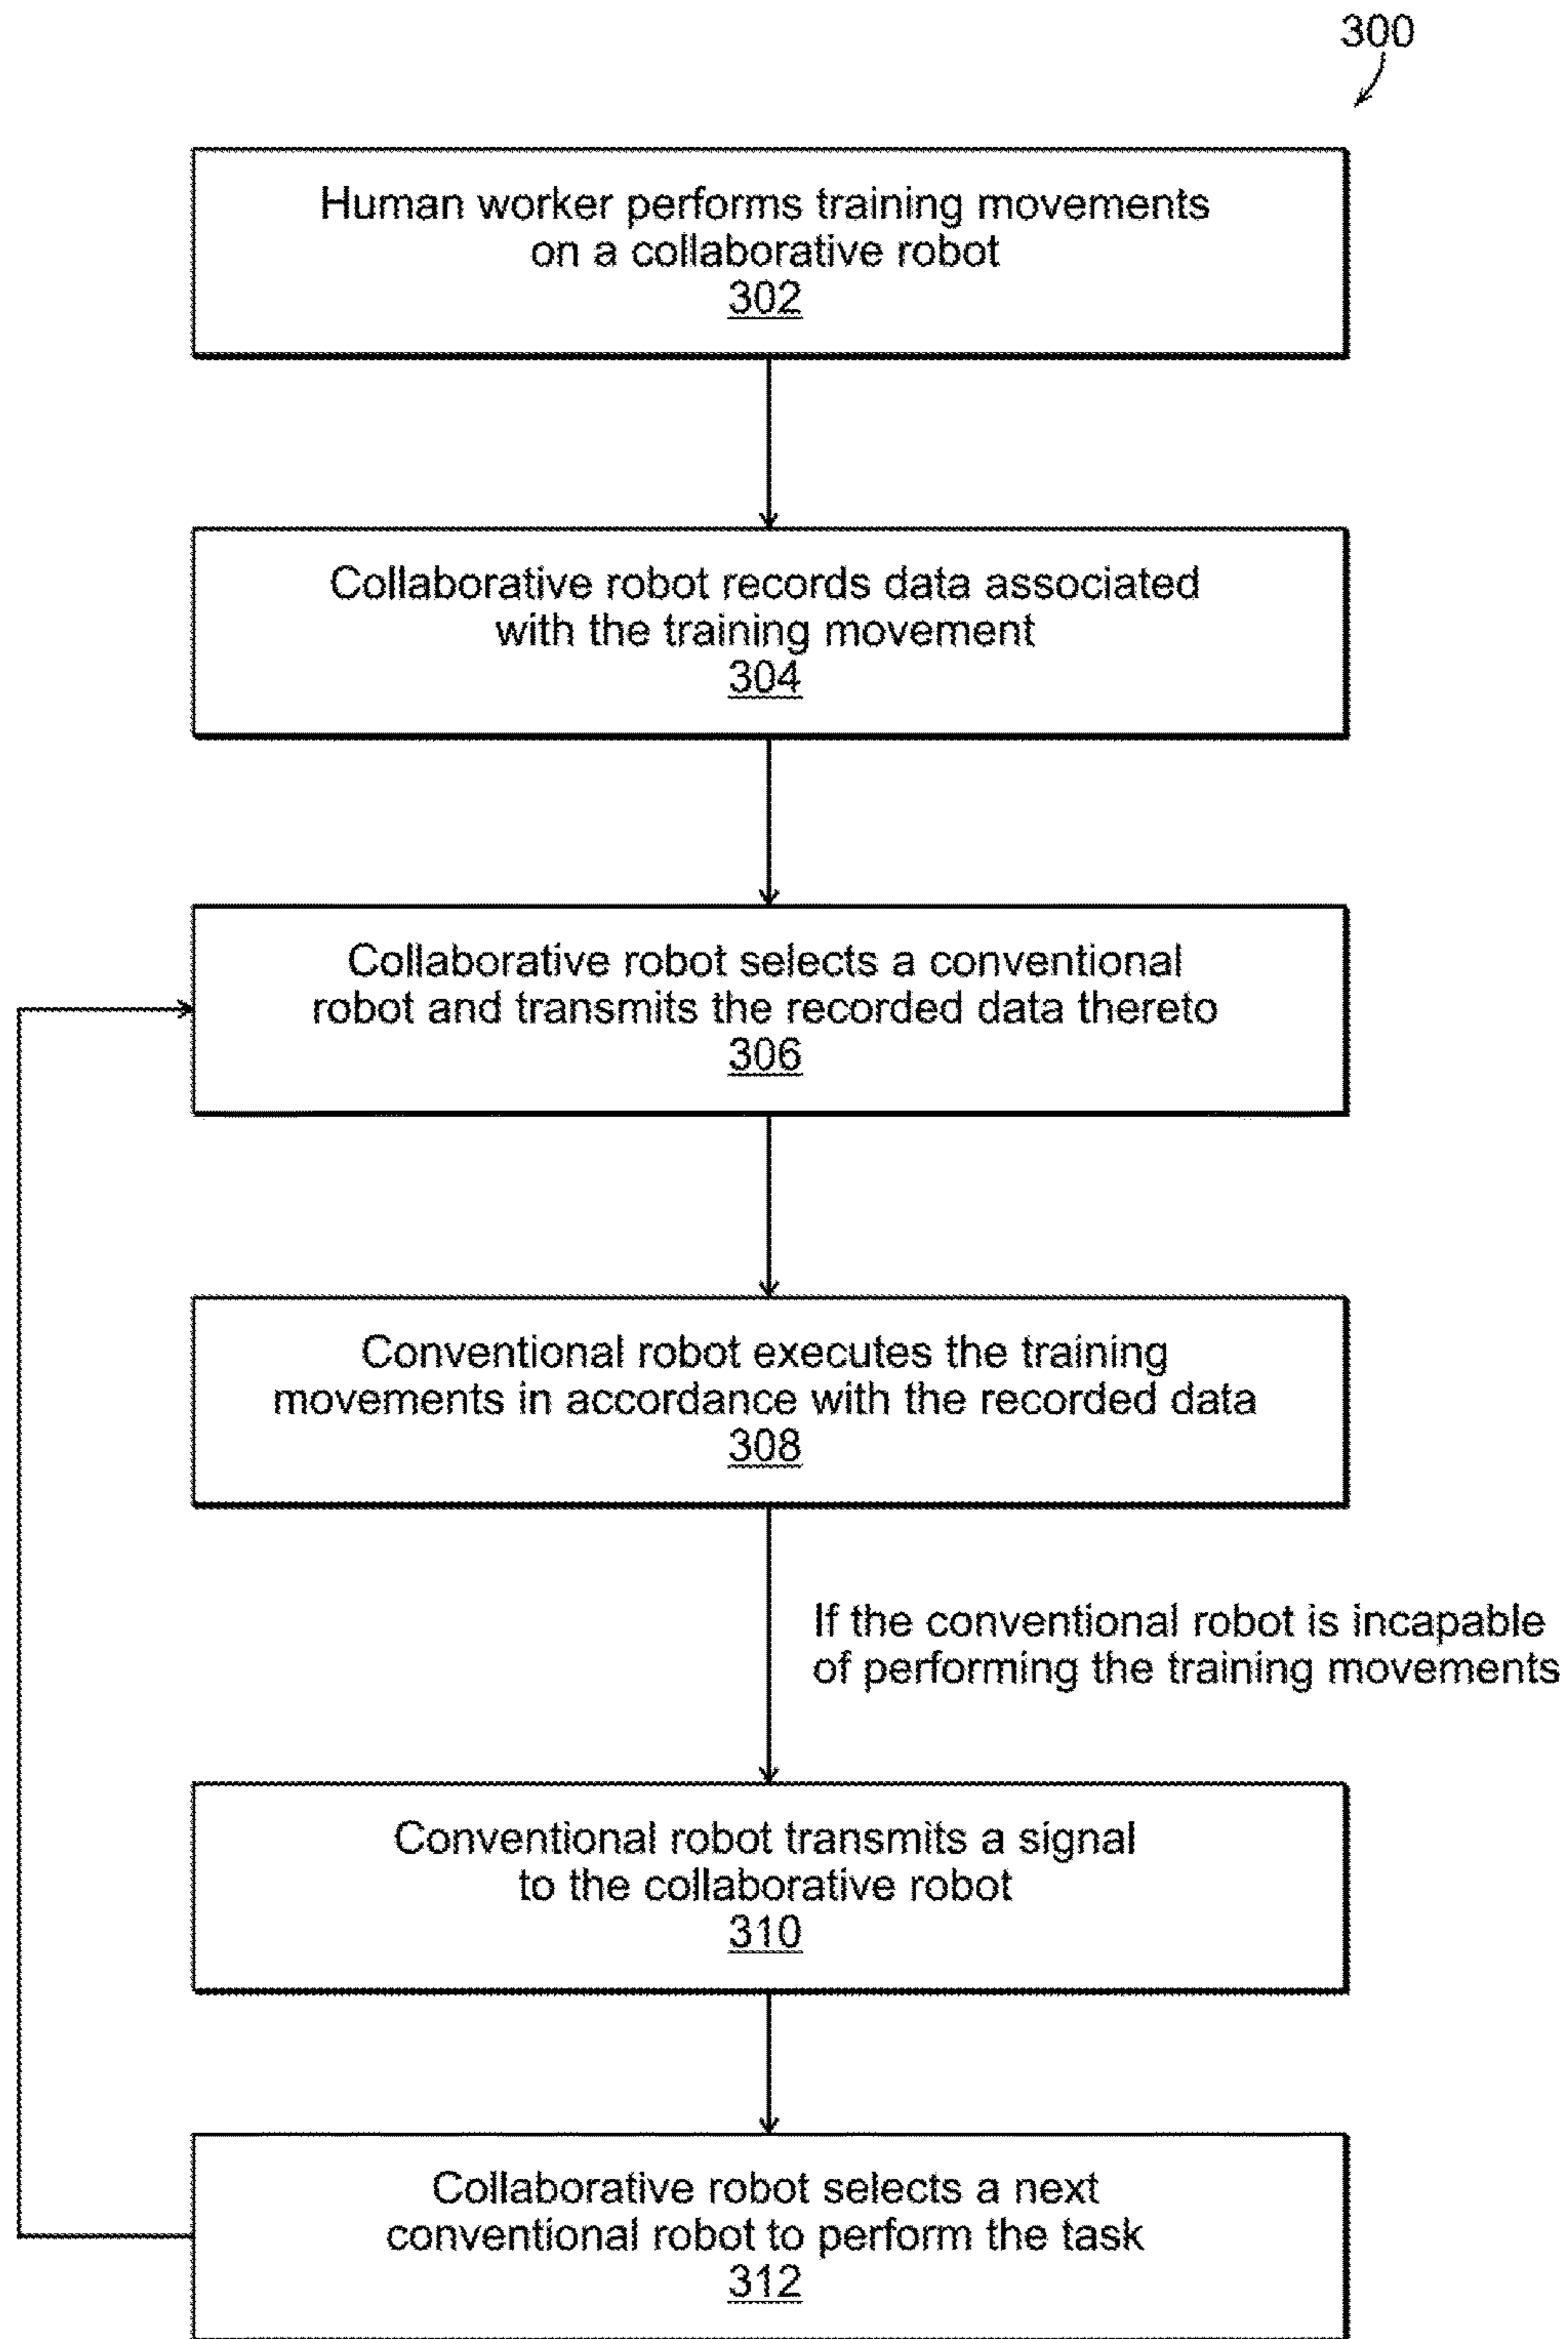 300
Human worker performs training movements
on a collaborative robot
302
Collaborative robot records data associated
with the training movement
304
Collaborative robot selects a conventional
robot and transmits the recorded data thereto
306
Conventional robot executes the training
movements in accordance with the recorded data
308
If the conventional robot is incapable
of performing the training movements
Conventional robot transmits a signal
to the collaborative robot
310
Collaborative robot selects a next
conventional robot to perform the task
312